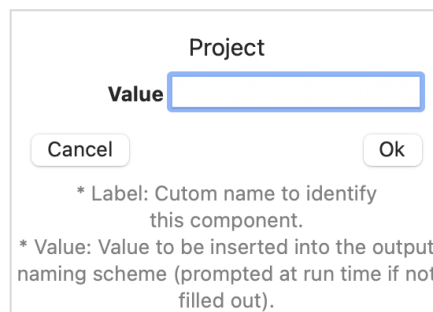 Project
Value
Cancel Ok
* Label: Cutom name to identify
this component.
* Value: Value to be inserted into the output
naming scheme (prompted at run time if not
filled out).